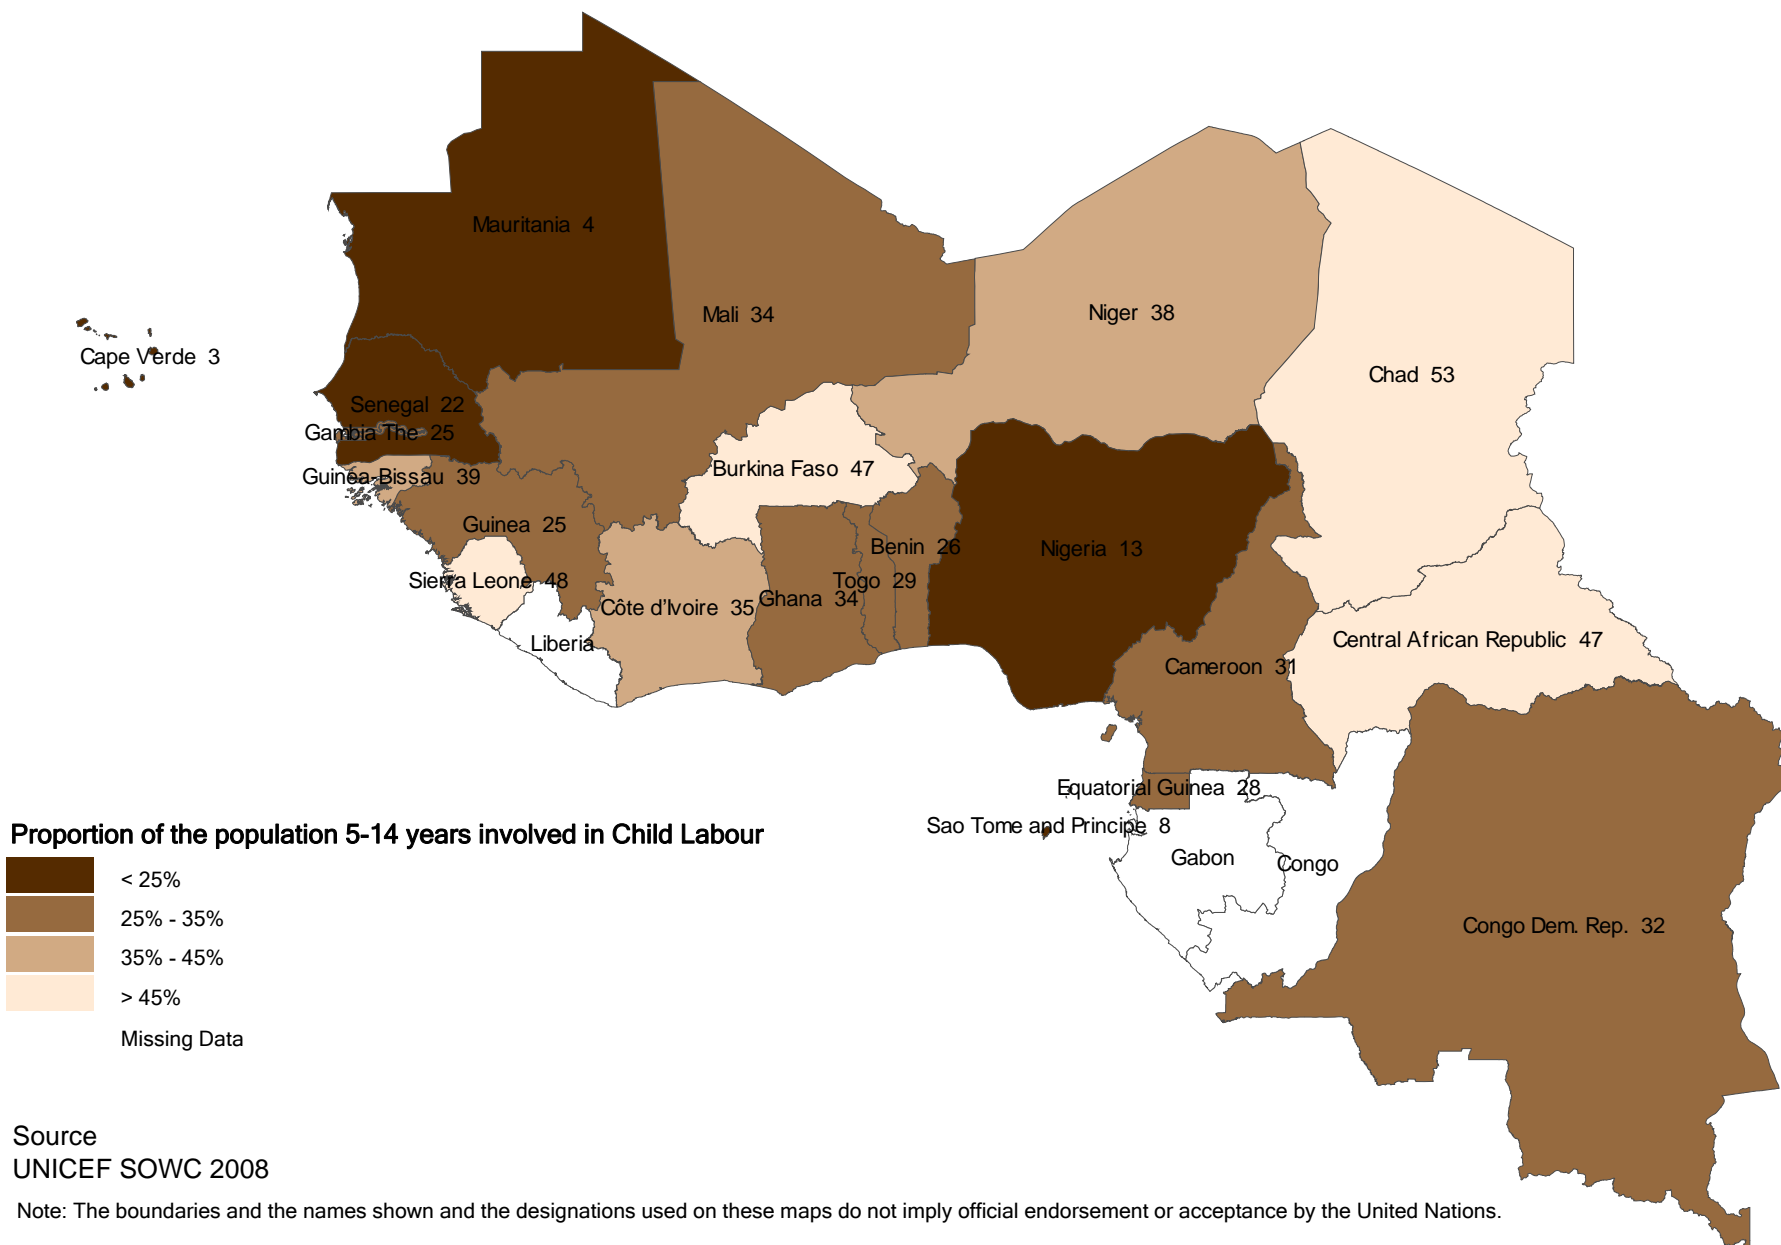 Mauritania 4
Mali 34
Niger 38
Cape Verde 3
Chad 53
Senegal 22
Gambia The 25
Burkina Faso 47
Guinea-Bissau 39
Guinea 25
Benin 26
Nigeria 13
Sierra Leone 48
Togo 29
Côte d'Ivoire 35
Ghana 34
Liberia
Central African Republic 47
Cameroon 31
Equatorial Guinea 28
Sao Tome and Principe 8
Gabon
Congo
Congo Dem. Rep. 32
Proportion of the population 5-14 years involved in Child Labour
< 25%
25% - 35%
35% - 45%
> 45%
Missing Data
Source
UNICEF SOWC 2008
Note: The boundaries and the names shown and the designations used on these maps do not imply official endorsement or acceptance by the United Nations.